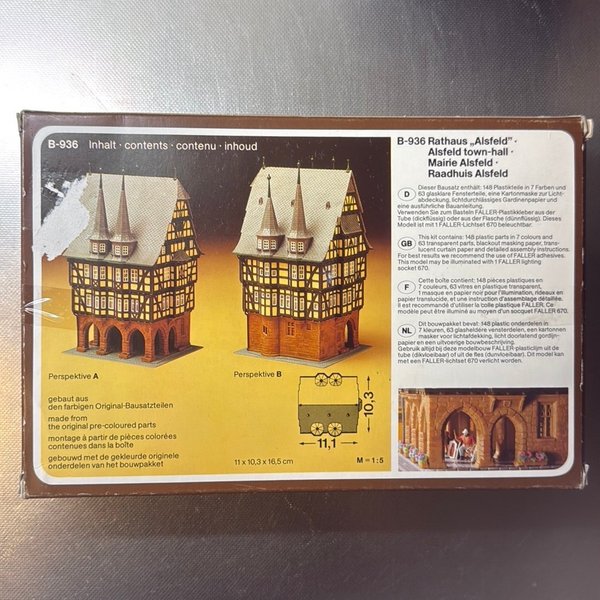 B-936 Inhalt · contents · contenu · inhoud
Perspektive A
Perspektive B
gebaut aus
den farbigen Original-Bausatzteilen
made from
the original pre-coloured parts
montage à partir de pièces colorées
contenues dans la boîte
gebouwd met de gekleurde originele
onderdelen van het bouwpakket
10,3
11,1
11 x 10,3 x 16,5 cm
M = 1:5
B-936 Rathaus „Alsfeld” ·
Alsfeld town-hall ·
Mairie Alsfeld ·
Raadhuis Alsfeld
D Dieser Bausatz enthält: 148 Plastikteile in 7 Farben und
63 glasklare Fensterteile, eine Kartonmaske zur Licht-
abdeckung, lichtdurchlässiges Gardinenpapier und
eine ausführliche Bauanleitung.
Verwenden Sie zum Basteln FALLER-Plastikkleber aus der
Tube (dickflüssig) oder aus der Flasche (dünnflüssig). Dieses
Modell ist mit 1 FALLER-Lichtset 670 beleuchtbar.
GB This kit contains: 148 plastic parts in 7 colours and
63 transparent parts, blackout masking paper, trans-
lucent curtain paper and detailed assembly instructions.
For best results we recommend the use of FALLER adhesives.
This model may be illuminated with 1 FALLER lighting
socket 670.
F Cette boîte contient: 148 pièces plastiques en
7 couleurs, 63 vitres en plastique transparent,
1 masque en papier noir pour l'illumination, rideaux en
papier translucide, et une instruction d'assemblage détaillée.
il est recommandé d'utiliser la colle plastique FALLER. Ce
modèle peut être illuminé au moyen d'un socquet FALLER 670.
NL Dit bouwpakket bevat: 148 plastic onderdelen in
7 kleuren, 63 glasheldére vensterdelen, een kartonnen
masker voor lichtafdekking, licht doorlatend gordijn-
papier en een uitvoerige bouwbeschrijving.
Gebruik altijd bij deze modelbouw FALLER-plasticlijm uit de
tube (dikvloeibaar) of uit de fles (dunvloeibaar). Dit model kan
met een FALLER-lichtset 670 verlicht worden.